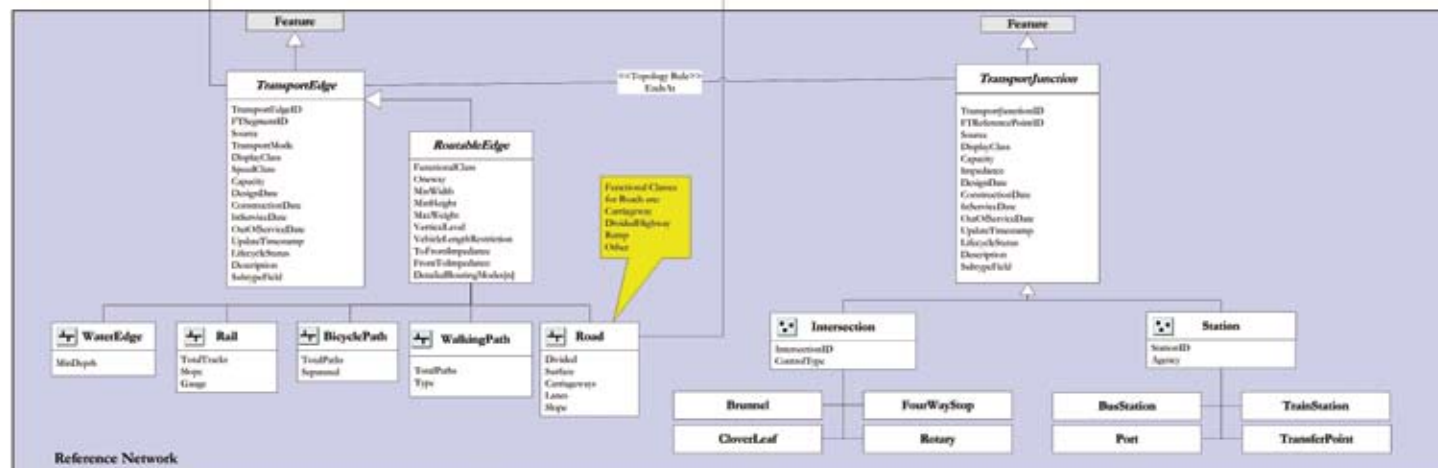 Feature
TransportEdge
TransportEdgeID
FTSegmentID
Source
TransportMode
DisplayClass
SpeedClass
Capacity
DesignDate
ConstructionDate
InServiceDate
OutOfServiceDate
UpdateTimestamp
LifecycleStatus
Description
SubtypeField
RoutableEdge
FunctionalClass
Oneway
MinWidth
MinHeight
MaxWeight
VerticalLevel
VehicleLengthRestriction
ToFromImpedance
FromToImpedance
DetailedRoutingModes[n]
<<Topology Rule>>
EndsAt
Functional Classes
for Roads are:
Carriageway
DividedHighway
Ramp
Other
WaterEdge
MinDepth
Rail
TotalTracks
Slope
Gauge
BicyclePath
TotalPaths
Separated
WalkingPath
TotalPaths
Type
Road
Divided
Surface
Carriageways
Lanes
Slope
Feature
TransportJunction
TransportJunctionID
FTReferencePointID
Source
DisplayClass
Capacity
Impedance
DesignDate
ConstructionDate
InServiceDate
OutOfServiceDate
UpdateTimestamp
LifecycleStatus
Description
SubtypeField
Intersection
IntersectionID
ControlType
Station
StationID
Agency
Brunnel
FourWayStop
CloverLeaf
Rotary
BusStation
TrainStation
Port
TransferPoint
Reference Network